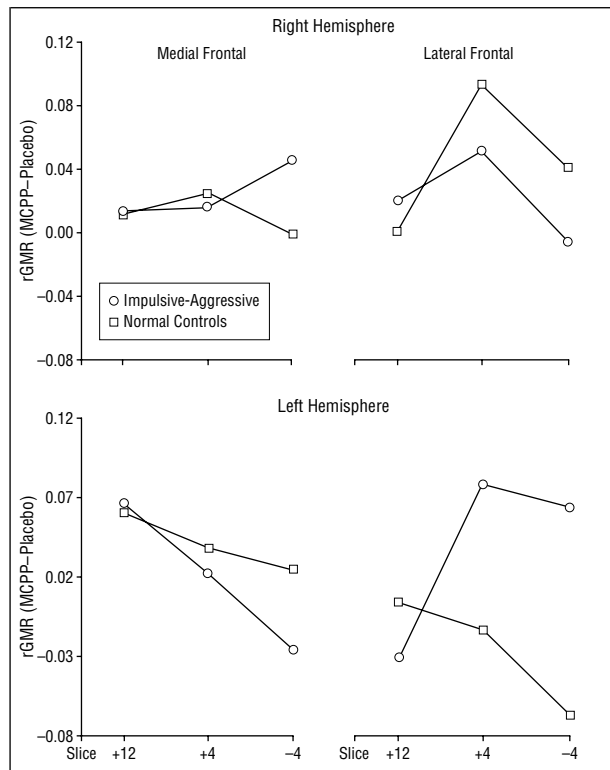 Right Hemisphere
Medial Frontal
Lateral Frontal
0.12
0.08
0.04
0.00
–0.04
–0.08
rGMR (MCPP–Placebo)
Impulsive-Aggressive
Normal Controls
Left Hemisphere
0.12
0.07
0.02
–0.03
–0.08
rGMR (MCPP–Placebo)
Slice +12 +4 –4
Slice +12 +4 –4